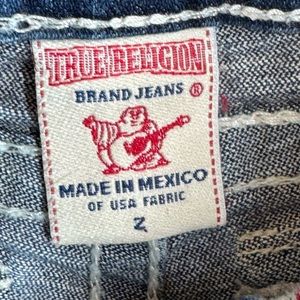 TRUE RELIGION
BRAND JEANS ®
MADE IN MEXICO
OF USA FABRIC
Z